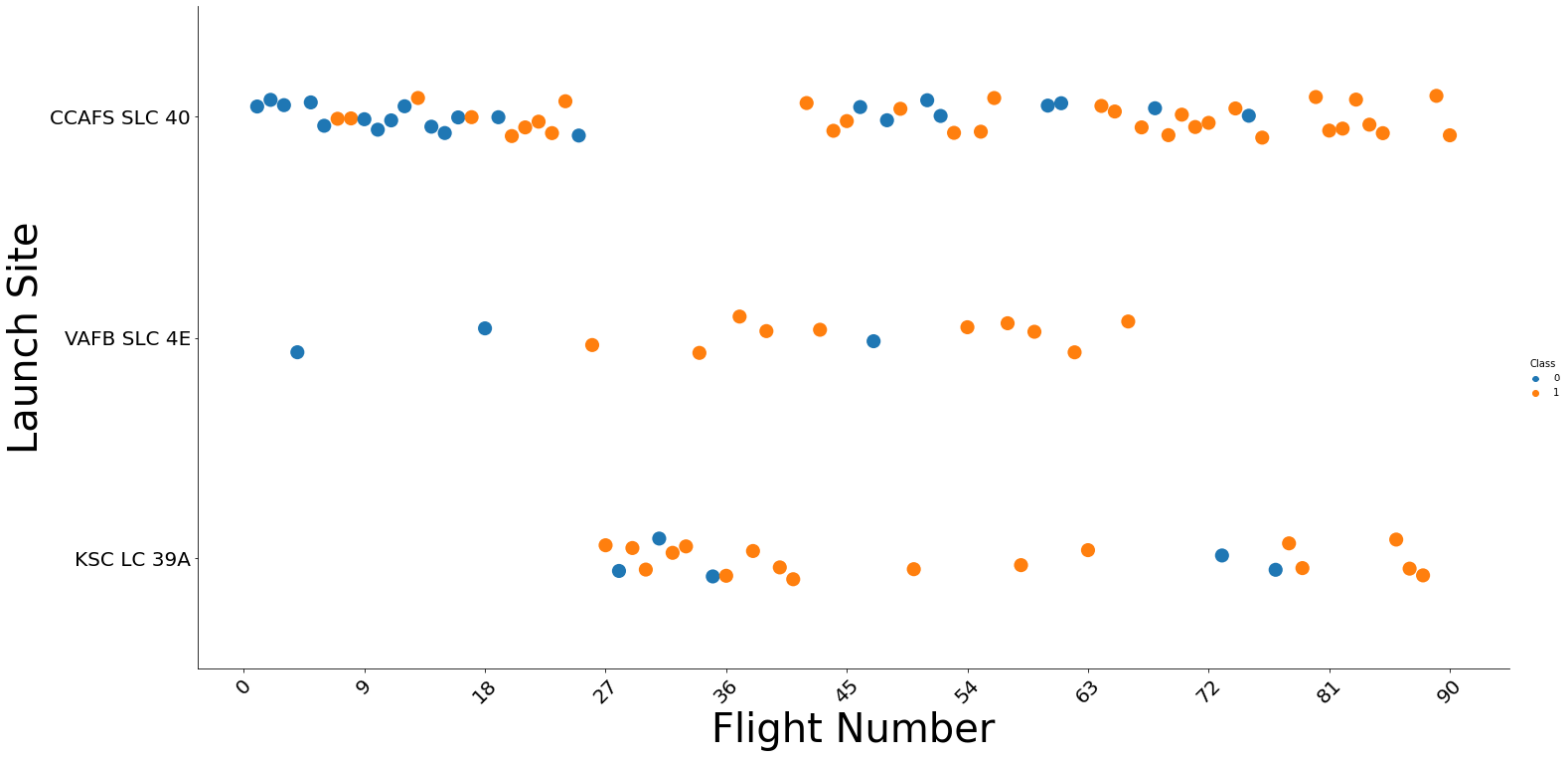 CCAFS SLC 40
VAFB SLC 4E
KSC LC 39A
Launch Site
0 9 18 27 36 45 54 63 72 81 90
Flight Number
Class
0
1